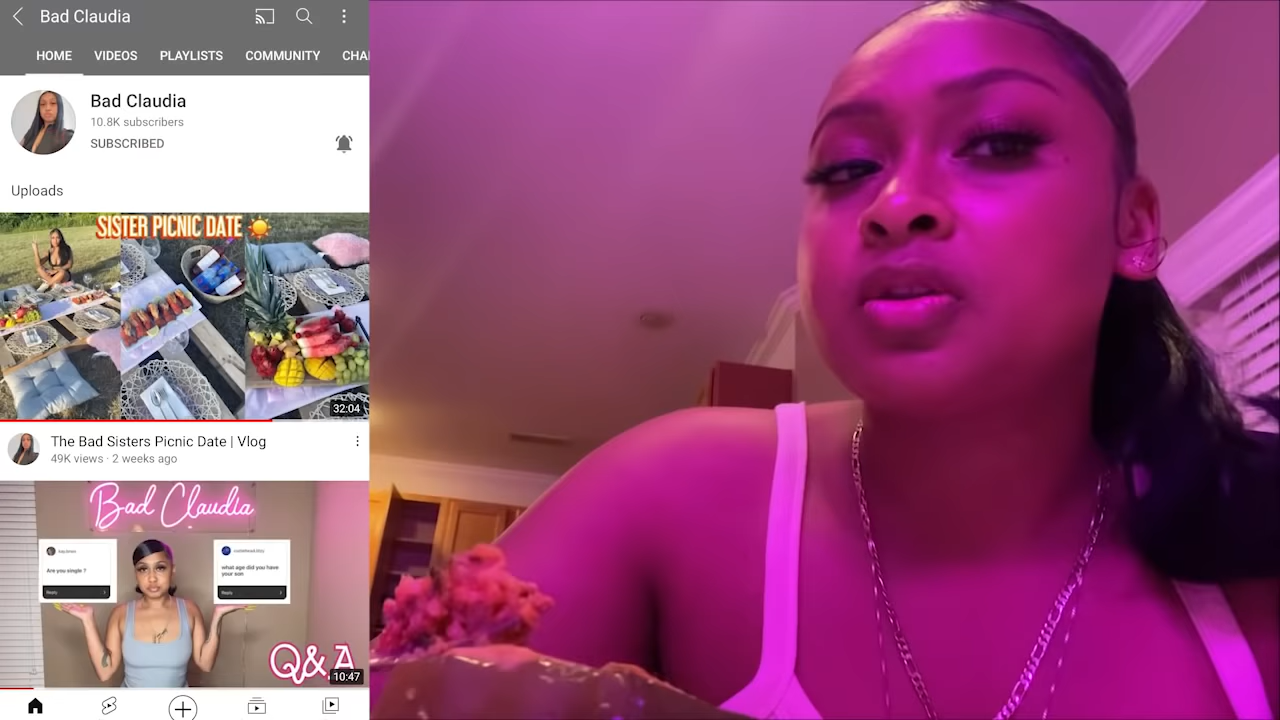 Bad Claudia
HOME VIDEOS PLAYLISTS COMMUNITY CHA
Bad Claudia
10.8K subscribers
SUBSCRIBED
Uploads
SISTER PICNIC DATE
32:04
The Bad Sisters Picnic Date | Vlog
49K views · 2 weeks ago
Bad Claudia
Are you single ?
Reply
what age did you have
your son
Reply
Q&A
10:47